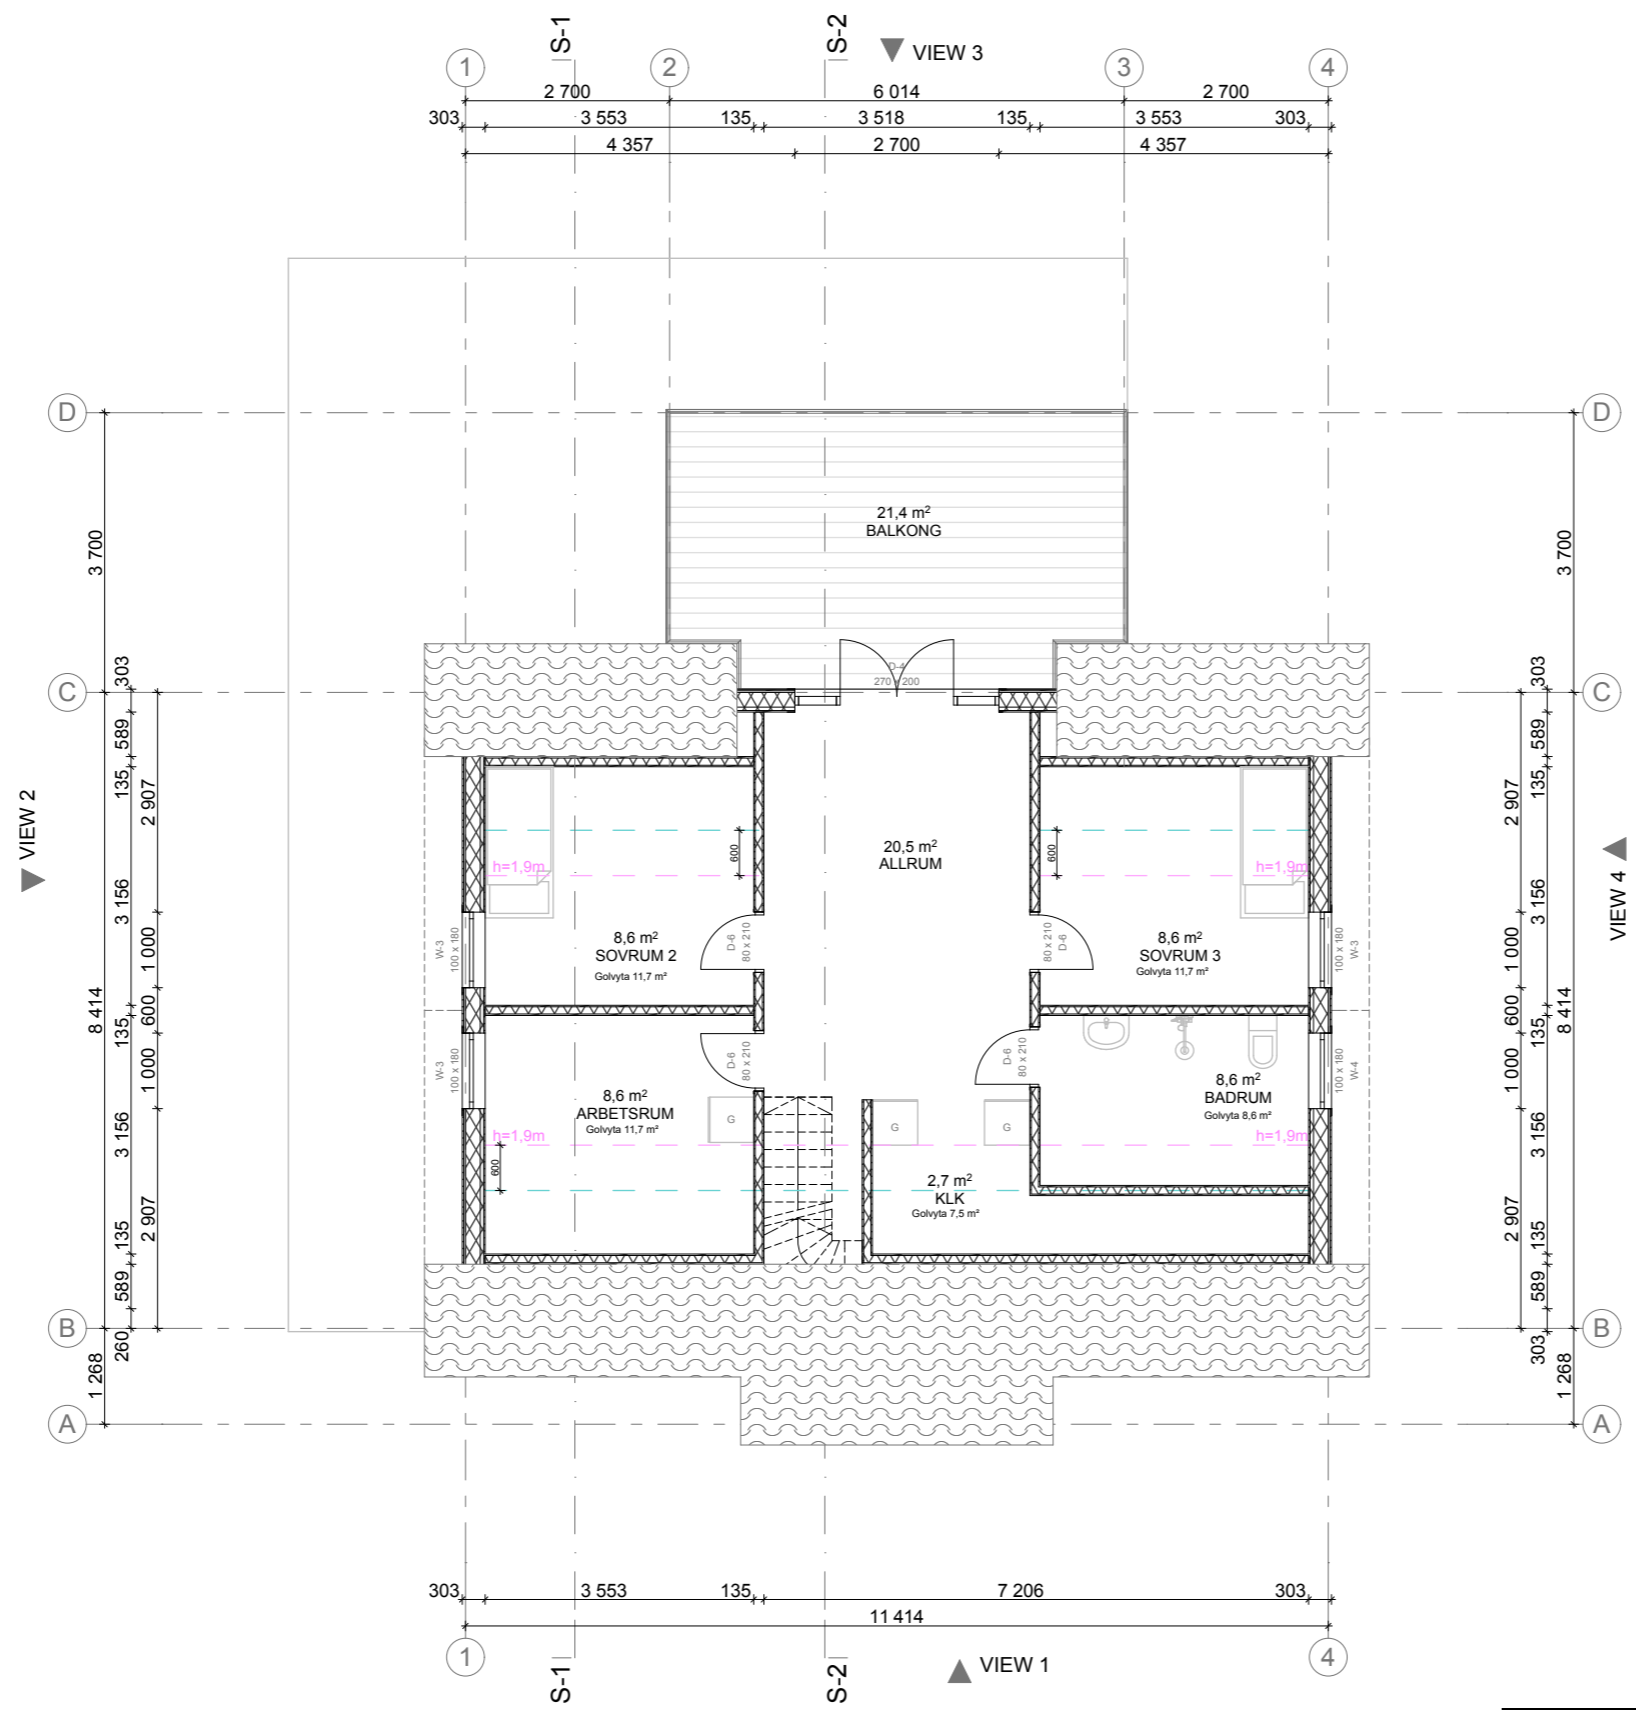 S-1
S-2
VIEW 3
1
2
3
4
2 700
6 014
2 700
303
3 553
135
3 518
135
3 553
303
4 357
2 700
4 357
D
D
3 700
3 700
21,4 m²
BALKONG
D-4
270 x 200
C
C
303
589
135
2 907
3 156
1 000
600
135
8 414
1 000
3 156
2 907
135
589
260
1 268
303
589
135
2 907
3 156
1 000
600
135
8 414
1 000
3 156
2 907
135
589
303
1 268
VIEW 2
VIEW 4
h=1,9m
600
20,5 m²
ALLRUM
600
h=1,9m
8,6 m²
SOVRUM 2
Golvyta 11,7 m²
W-3
100 x 180
D-6
80 x 210
80 x 210
D-6
8,6 m²
SOVRUM 3
Golvyta 11,7 m²
100 x 180
W-3
W-3
100 x 180
D-6
80 x 210
D-6
80 x 210
100 x 180
W-4
8,6 m²
ARBETSRUM
Golvyta 11,7 m²
G
G
G
8,6 m²
BADRUM
Golvyta 8,6 m²
h=1,9m
h=1,9m
600
2,7 m²
KLK
Golvyta 7,5 m²
B
B
A
A
303
3 553
135
7 206
303
11 414
1
4
S-1
S-2
VIEW 1